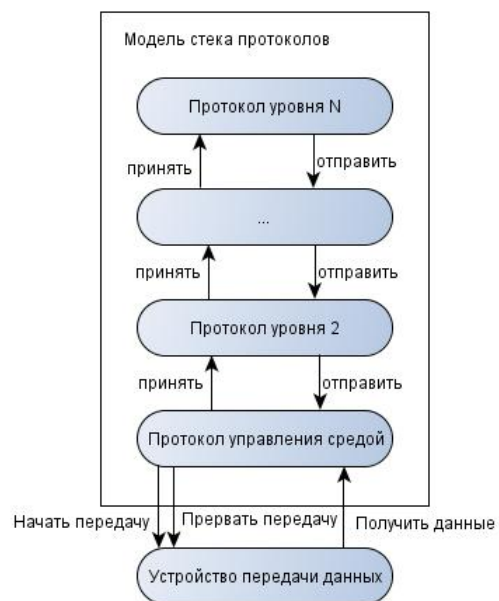 Модель стека протоколов
Протокол уровня N
принять
отправить
...
принять
отправить
Протокол уровня 2
принять
отправить
Протокол управления средой
Начать передачу
Прервать передачу
Получить данные
Устройство передачи данных